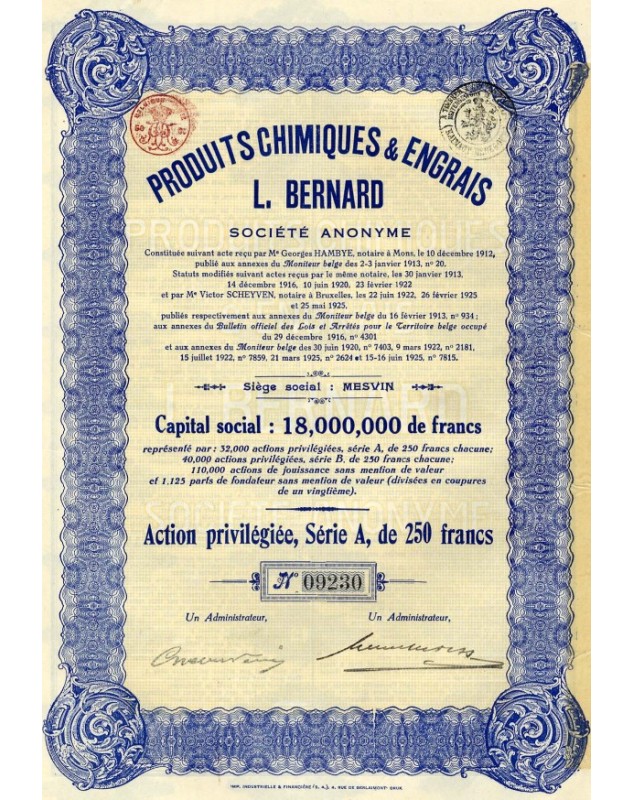 BELGIQUE
PRODUITS CHIMIQUES & ENGRAIS
L. BERNARD
SOCIÉTÉ ANONYME
Constituée suivant acte reçu par Me Georges HAMBYE, notaire à Mons, le 10 décembre 1912,
publié aux annexes du Moniteur belge des 2-3 janvier 1913, no 20.
Statuts modifiés suivant actes reçus par le même notaire, les 30 janvier 1913,
14 décembre 1916, 10 juin 1920, 23 février 1922
et par Me Victor SCHEYVEN, notaire à Bruxelles, les 22 juin 1922, 26 février 1925
et 25 mai 1925,
publiés respectivement aux annexes du Moniteur belge du 16 février 1913, no 934;
aux annexes du Bulletin officiel des Lois et Arrêtés pour le Territoire belge occupé
du 29 décembre 1916, no 4301
et aux annexes du Moniteur belge des 30 juin 1920, no 7403, 9 mars 1922, no 2181,
15 juillet 1922, no 7859, 21 mars 1925, no 2624 et 15-16 juin 1925, no 7815.
Siège social : MESVIN
Capital social : 18,000,000 de francs
représenté par : 32,000 actions privilégiées, série A, de 250 francs chacune;
40,000 actions privilégiées, série B, de 250 francs chacune;
110,000 actions de jouissance sans mention de valeur
et 1,125 parts de fondateur sans mention de valeur (divisées en coupures
de un vingtième).
Action privilégiée, Série A, de 250 francs
No 09230
Un Administrateur, Un Administrateur,
IMP. INDUSTRIELLE & FINANCIÈRE (S. A.), 4, RUE DE BERLAIMONT, BRUX.